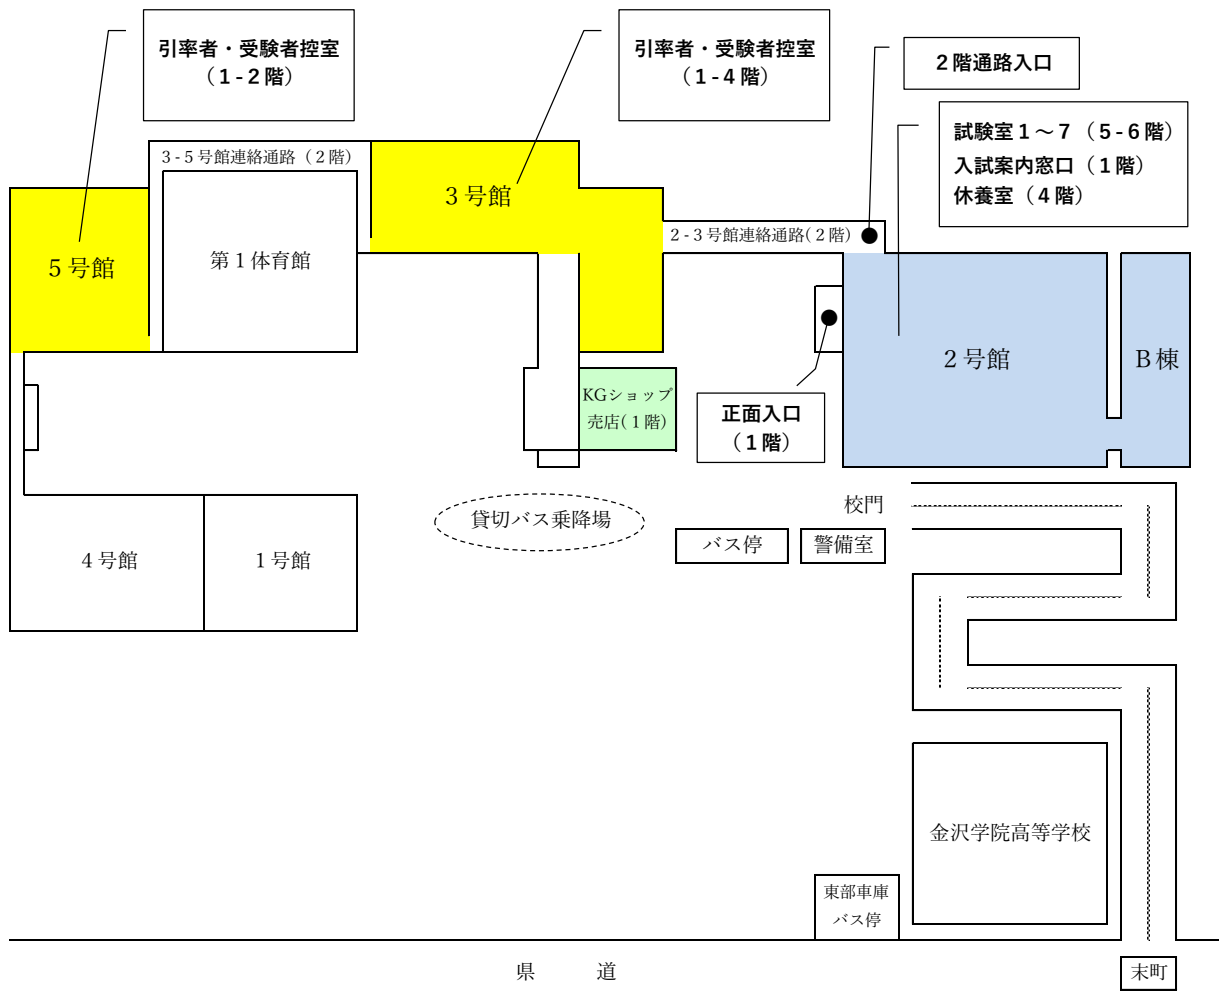 引率者・受験者控室
（１-２階）
引率者・受験者控室
（１-４階）
２階通路入口
試験室１～７（５-６階）
入試案内窓口（１階）
休養室（４階）
３-５号館連絡通路（２階）
３号館
２-３号館連絡通路(２階)
５号館
第１体育館
２号館
Ｂ棟
KGショップ
売店(１階)
正面入口
（１階）
校門
貸切バス乗降場
バス停
警備室
４号館
１号館
金沢学院高等学校
東部車庫
バス停
県　道
末町